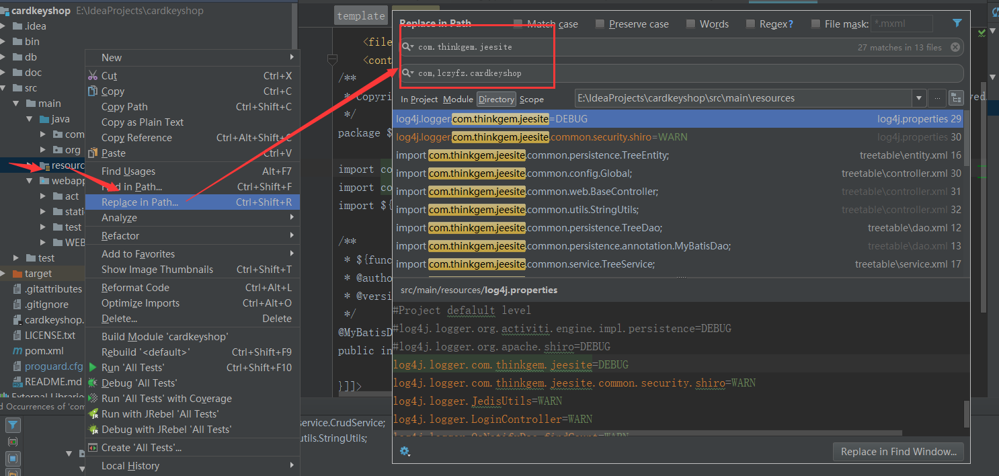 cardkeyshop E:\IdeaProjects\cardkeyshop
.idea
bin
db
doc
src
main
java
com
org
resourc
webapp
act
stati
test
WEB
test
target
.gitattributes
.gitignore
cardkeyshop.
LICENSE.txt
pom.xml
proguard.cfg
README.md
External Librarie
d Occurrences of 'com
New
Cut Ctrl+X
Copy Ctrl+C
Copy Path Ctrl+Shift+C
Copy as Plain Text
Copy Reference Ctrl+Alt+Shift+C
Paste Ctrl+V
Find Usages Alt+F7
Find in Path... Ctrl+Shift+F
Replace in Path... Ctrl+Shift+R
Analyze
Refactor
Add to Favorites
Show Image Thumbnails Ctrl+Shift+T
Reformat Code Ctrl+Alt+L
Optimize Imports Ctrl+Alt+O
Delete... Delete
Build Module 'cardkeyshop'
Rebuild '<default>' Ctrl+Shift+F9
Run 'All Tests' Ctrl+Shift+F10
Debug 'All Tests'
Run 'All Tests' with Coverage
Run with JRebel 'All Tests'
Debug with JRebel 'All Tests'
Create 'All Tests'...
Local History
template
<file
<cont
/**
* Copyri
*/
package $
import co
import co
import ${
/**
* ${func
* @autho
* @versi
*/
@MyBatisD
public in
}]]>
service.CrudService;
utils.StringUtils;
ved.
Replace in Path Match case Preserve case Words Regex? File mask: *.mxml
com.thinkgem.jeesite 27 matches in 13 files
com,lczyfz.cardkeyshop
In Project Module Directory Scope E:\IdeaProjects\cardkeyshop\src\main\resources ...
log4j.logger.com.thinkgem.jeesite=DEBUG log4j.properties 29
log4j.logger.com.thinkgem.jeesite.common.security.shiro=WARN log4j.properties 30
import com.thinkgem.jeesite.common.persistence.TreeEntity; treetable\entity.xml 16
import com.thinkgem.jeesite.common.config.Global; treetable\controller.xml 30
import com.thinkgem.jeesite.common.web.BaseController; treetable\controller.xml 31
import com.thinkgem.jeesite.common.utils.StringUtils; treetable\controller.xml 32
import com.thinkgem.jeesite.common.persistence.TreeDao; treetable\dao.xml 12
import com.thinkgem.jeesite.common.persistence.annotation.MyBatisDao; treetable\dao.xml 13
import com.thinkgem.jeesite.common.service.TreeService; treetable\service.xml 17
src/main/resources/log4j.properties
#Project defalult level
#log4j.logger.org.activiti.engine.impl.persistence=DEBUG
#log4j.logger.org.apache.shiro=DEBUG
log4j.logger.com.thinkgem.jeesite=DEBUG
log4j.logger.com.thinkgem.jeesite.common.security.shiro=WARN
log4j.logger.JedisUtils=WARN
log4j.logger.LoginController=WARN
log4j.logger.OaNotifyDao.findCount=WARN
Replace in Find Window...